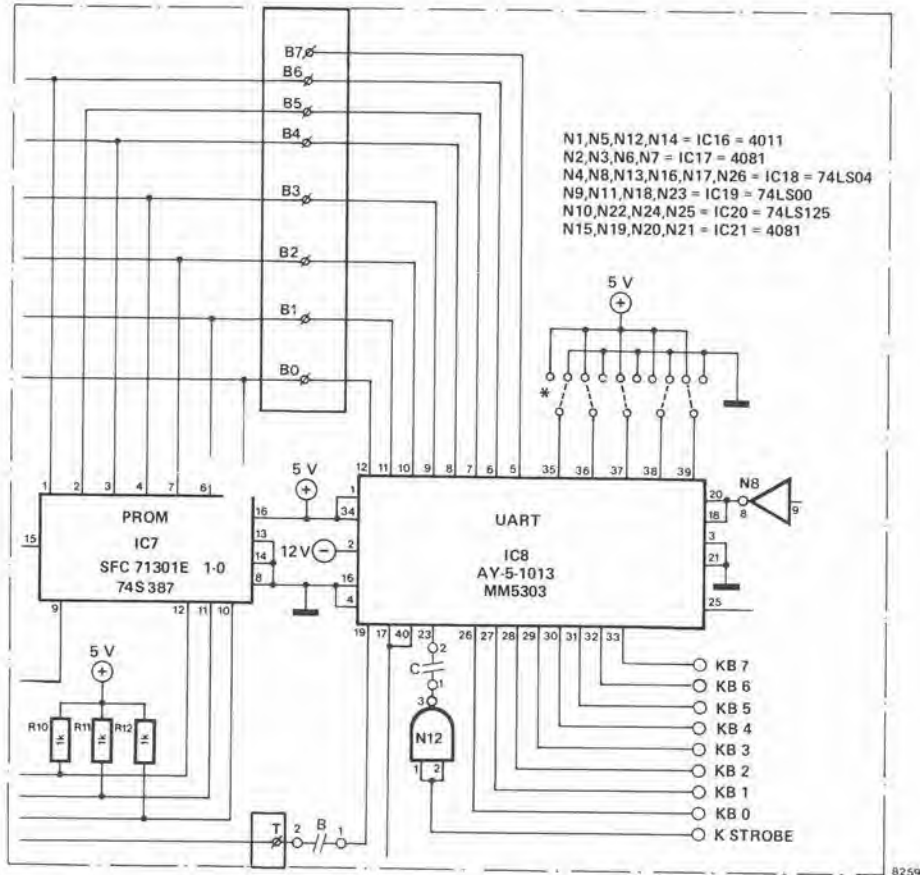 B7
B6
B5
B4
B3
B2
B1
B0
N1,N5,N12,N14 = IC16 = 4011
N2,N3,N6,N7 = IC17 = 4081
N4,N8,N13,N16,N17,N26 = IC18 = 74LS04
N9,N11,N18,N23 = IC19 = 74LS00
N10,N22,N24,N25 = IC20 = 74LS125
N15,N19,N20,N21 = IC21 = 4081
5 V
*
12 11 10 9 8 7 6 5 35 36 37 38 39
1 2 3 4 7 6
5 V
PROM
IC7
SFC 71301E 1-0
74S387
15
16
13
14
8
9 12 11 10
12V
1
34
2
16
4
UART
IC8
AY-5-1013
MM5303
20
18
3
21
25
N8
8 9
19 17 40 23 26 27 28 29 30 31 32 33
5 V
R10 1k
R11 1k
R12 1k
2
C
1
3
N12
1 2
T
2 B 1
KB 7
KB 6
KB 5
KB 4
KB 3
KB 2
KB 1
KB 0
K STROBE
8259